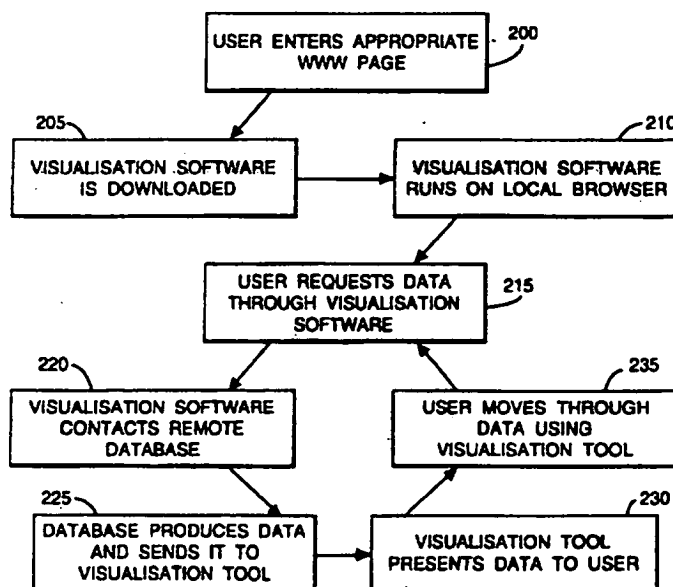 USER ENTERS APPROPRIATE
WWW PAGE
200
205
VISUALISATION SOFTWARE
IS DOWNLOADED
210
VISUALISATION SOFTWARE
RUNS ON LOCAL BROWSER
USER REQUESTS DATA
THROUGH VISUALISATION
SOFTWARE
215
220
VISUALISATION SOFTWARE
CONTACTS REMOTE
DATABASE
235
USER MOVES THROUGH
DATA USING
VISUALISATION TOOL
225
DATABASE PRODUCES DATA
AND SENDS IT TO
VISUALISATION TOOL
230
VISUALISATION TOOL
PRESENTS DATA TO USER